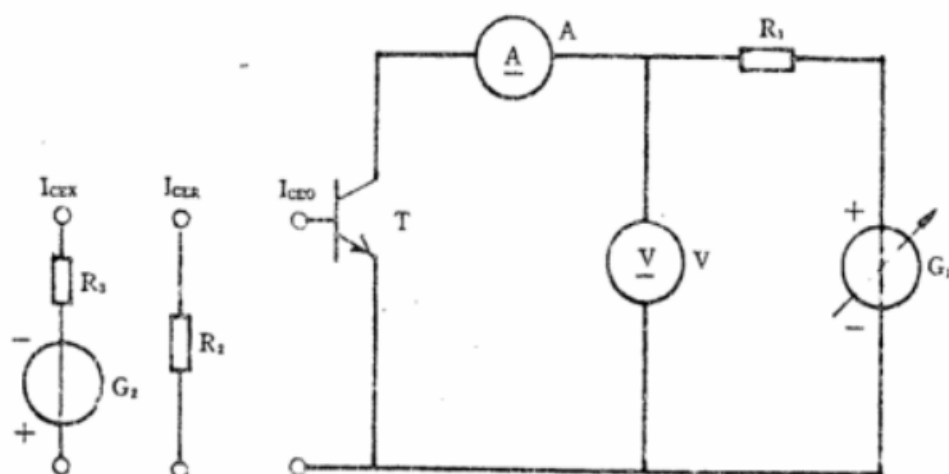 A A R₁
I_CEX I_CER I_CEO
T
R₃ V V + G₁
−
−
R₂
G₂
+